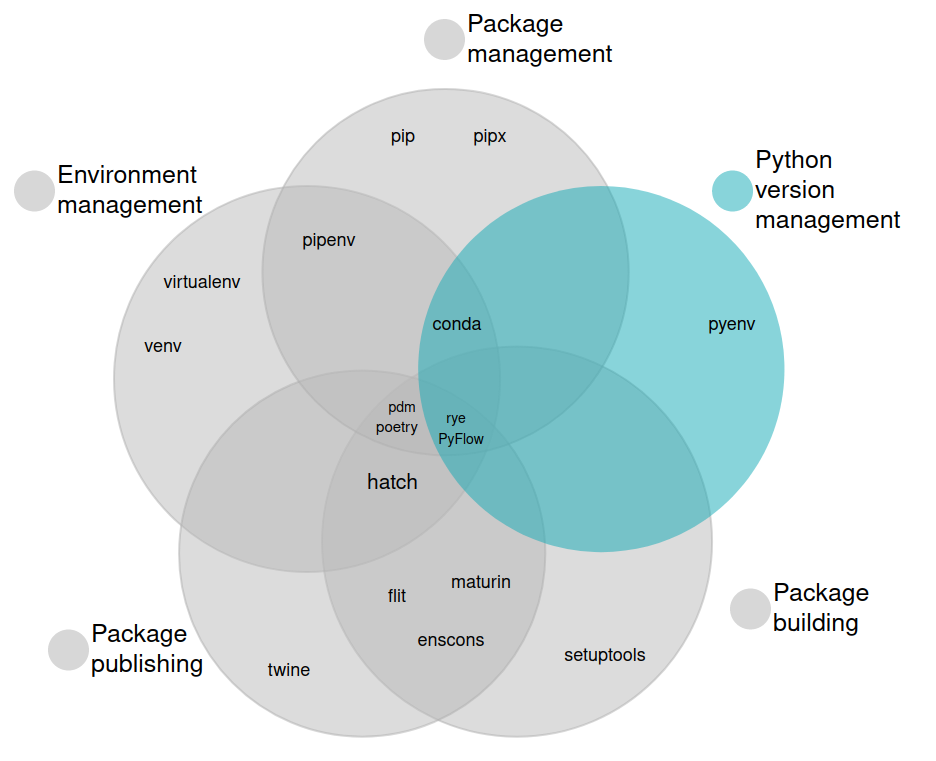 Package
management
pip
pipx
Python
version
management
Environment
management
pipenv
virtualenv
venv
conda
pyenv
pdm
poetry
rye
PyFlow
hatch
flit
maturin
enscons
Package
building
Package
publishing
twine
setuptools